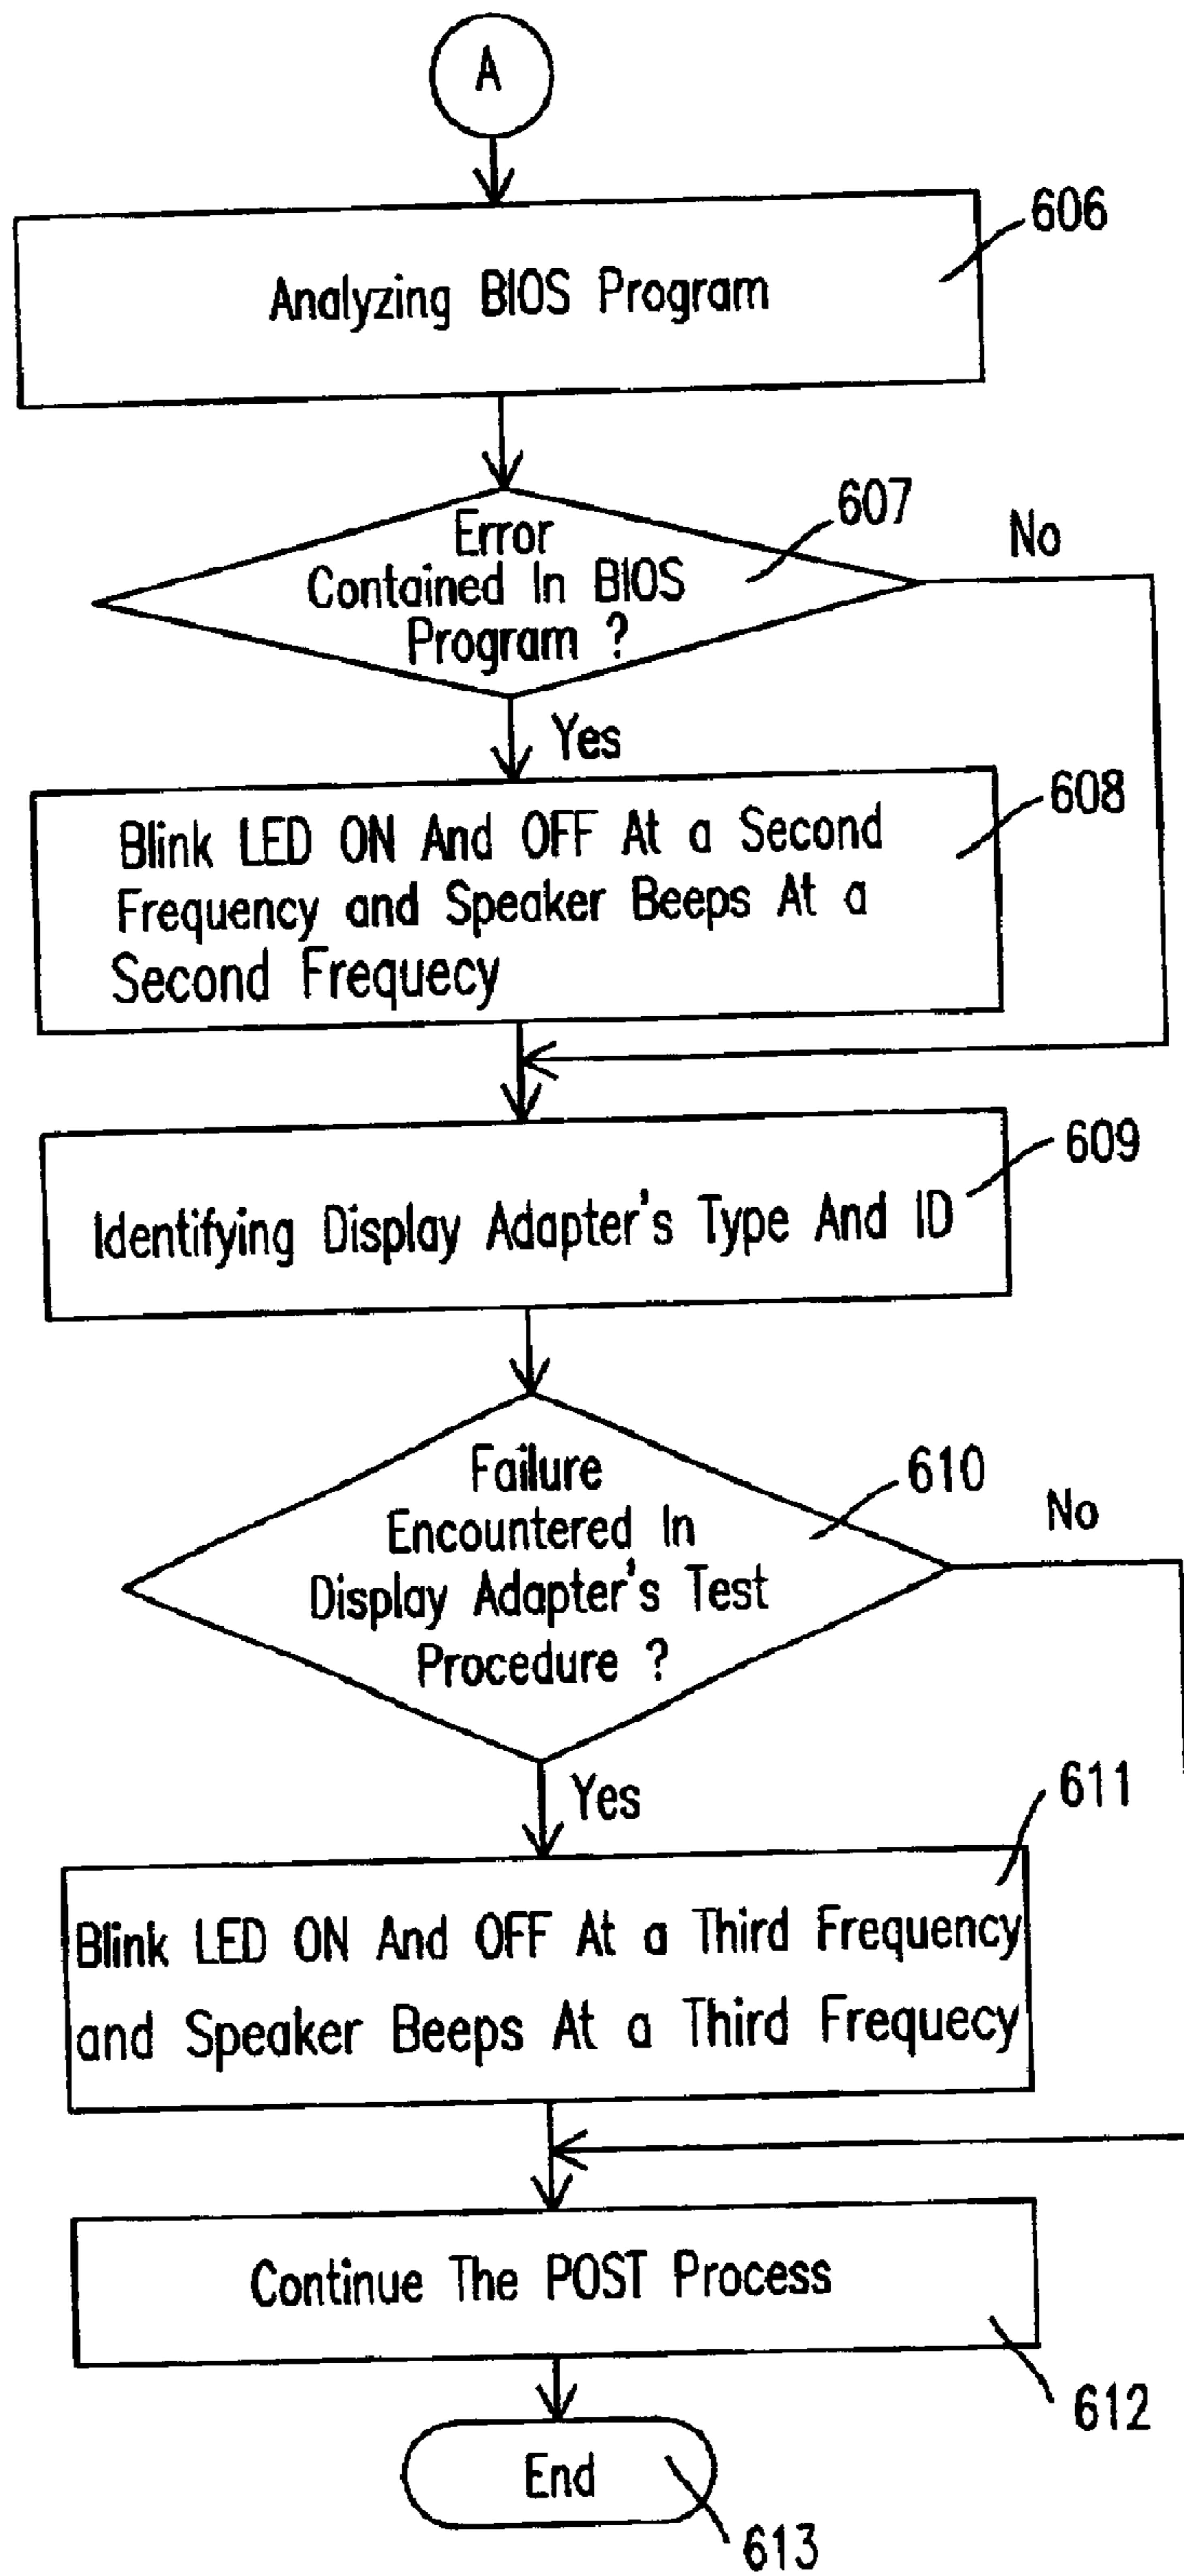 A
606
Analyzing BIOS Program
607
No
Error
Contained In BIOS
Program ?
Yes
608
Blink LED ON And OFF At a Second
Frequency and Speaker Beeps At a
Second Frequecy
609
Identifying Display Adapter's Type And ID
610
No
Failure
Encountered In
Display Adapter's Test
Procedure ?
Yes
611
Blink LED ON And OFF At a Third Frequency
and Speaker Beeps At a Third Frequecy
Continue The POST Process
612
End
613